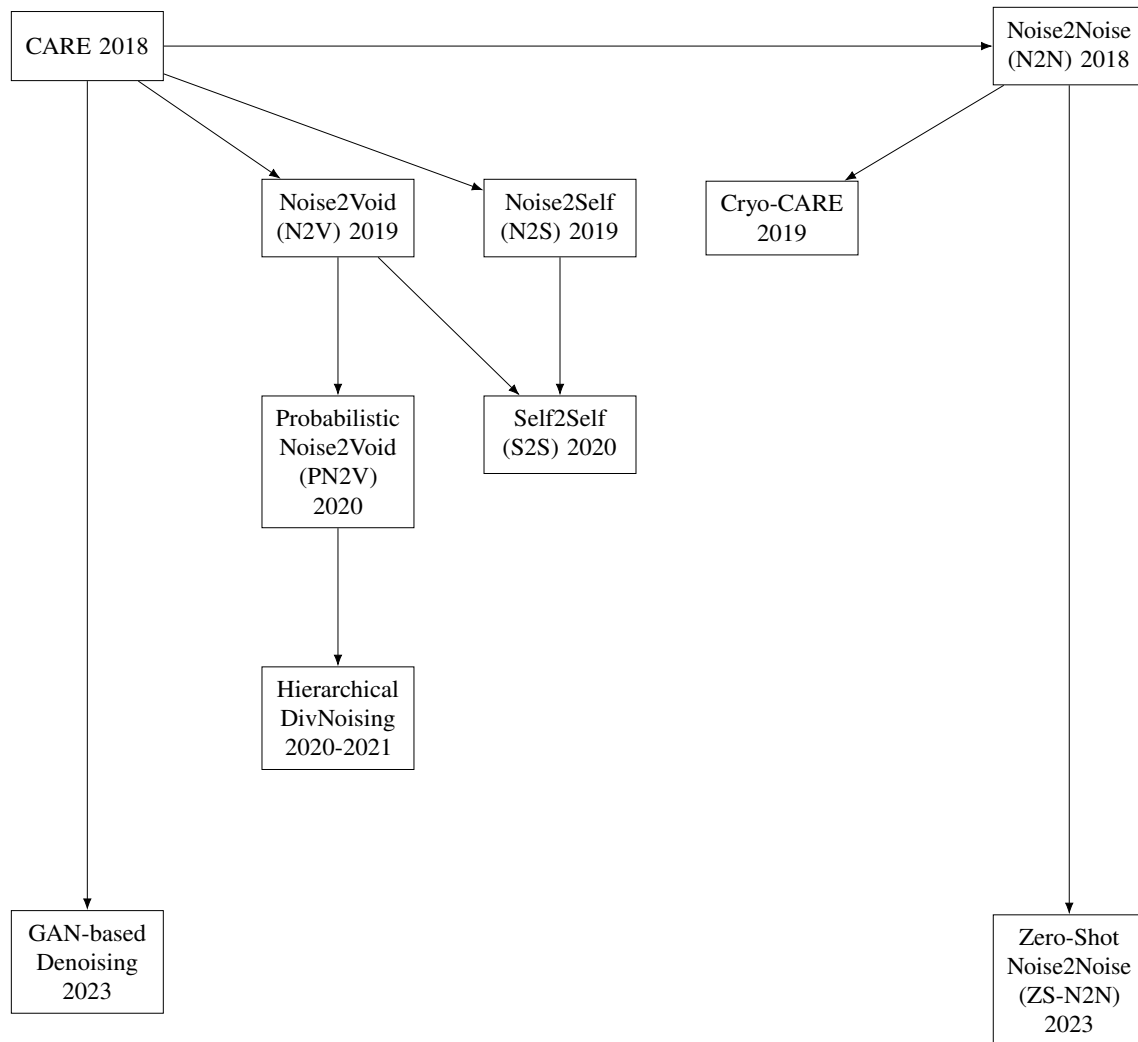 CARE 2018
Noise2Noise
(N2N) 2018
Noise2Void
(N2V) 2019
Noise2Self
(N2S) 2019
Cryo-CARE
2019
Probabilistic
Noise2Void
(PN2V)
2020
Self2Self
(S2S) 2020
Hierarchical
DivNoising
2020-2021
GAN-based
Denoising
2023
Zero-Shot
Noise2Noise
(ZS-N2N)
2023